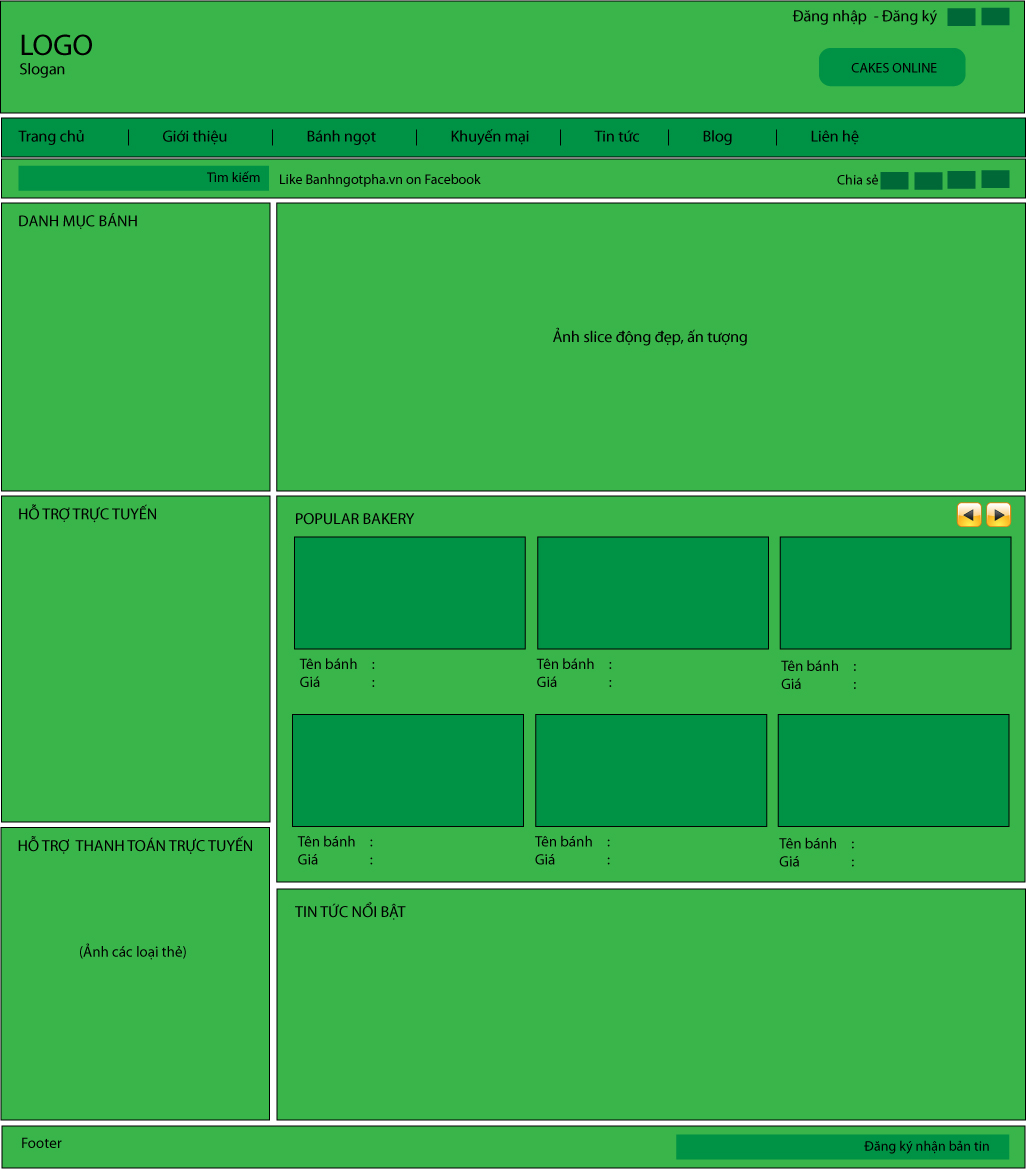 Đăng nhập - Đăng ký
LOGO
Slogan
CAKES ONLINE
Trang chủ | Giới thiệu | Bánh ngọt | Khuyến mại | Tin tức | Blog | Liên hệ
Tìm kiếm
Like Banhngotpha.vn on Facebook
Chia sẻ
DANH MỤC BÁNH
Ảnh slice động đẹp, ấn tượng
HỖ TRỢ TRỰC TUYẾN
POPULAR BAKERY
Tên bánh :
Giá :
Tên bánh :
Giá :
Tên bánh :
Giá :
Tên bánh :
Giá :
Tên bánh :
Giá :
Tên bánh :
Giá :
HỖ TRỢ THANH TOÁN TRỰC TUYẾN
(Ảnh các loại thẻ)
TIN TỨC NỔI BẬT
Footer
Đăng ký nhận bản tin